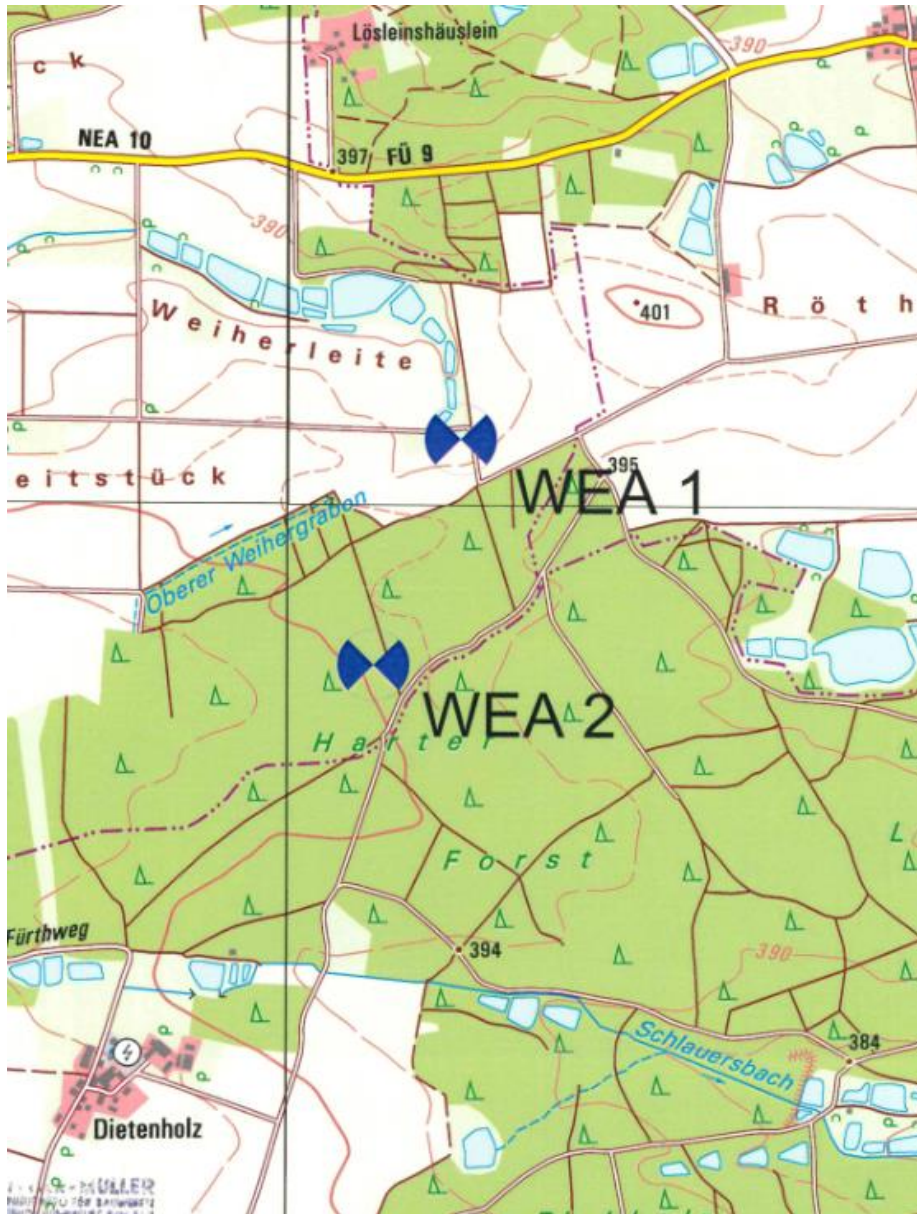 Lösleinshäuslein
390
c k
NEA 10
397
FÜ 9
390
401
R ö t h
Weiherleite
eitstück
395
WEA 1
Oberer Weihergraben
WEA 2
Harter
Forst
L
Fürthweg
394
390
Schlauersbach
384
Dietenholz
MÜLLER